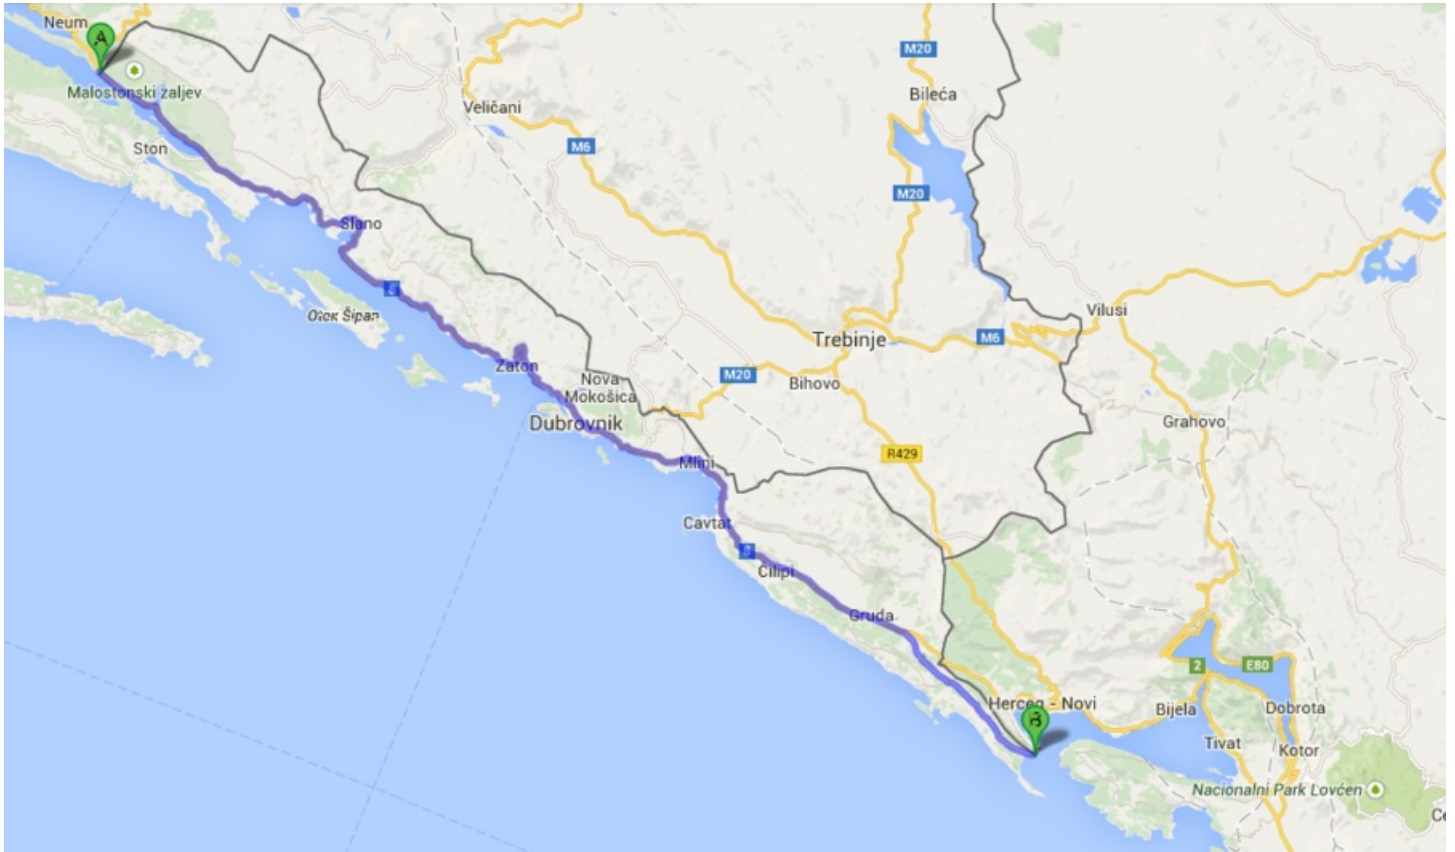 Neum
A
Malostonski zaljev
Ston
Veličani
M6
M20
Bileća
M20
Slano
8
Otok Šipan
Zaton
Nova
Mokošica
Dubrovnik
M20
Trebinje
Bihovo
M6
Vilusi
Grahovo
R429
Mlini
Cavtat
8
Čilipi
Gruda
Herceg - Novi
B
2
E80
Bijela
Dobrota
Tivat
Kotor
Nacionalni Park Lovćen
Ce